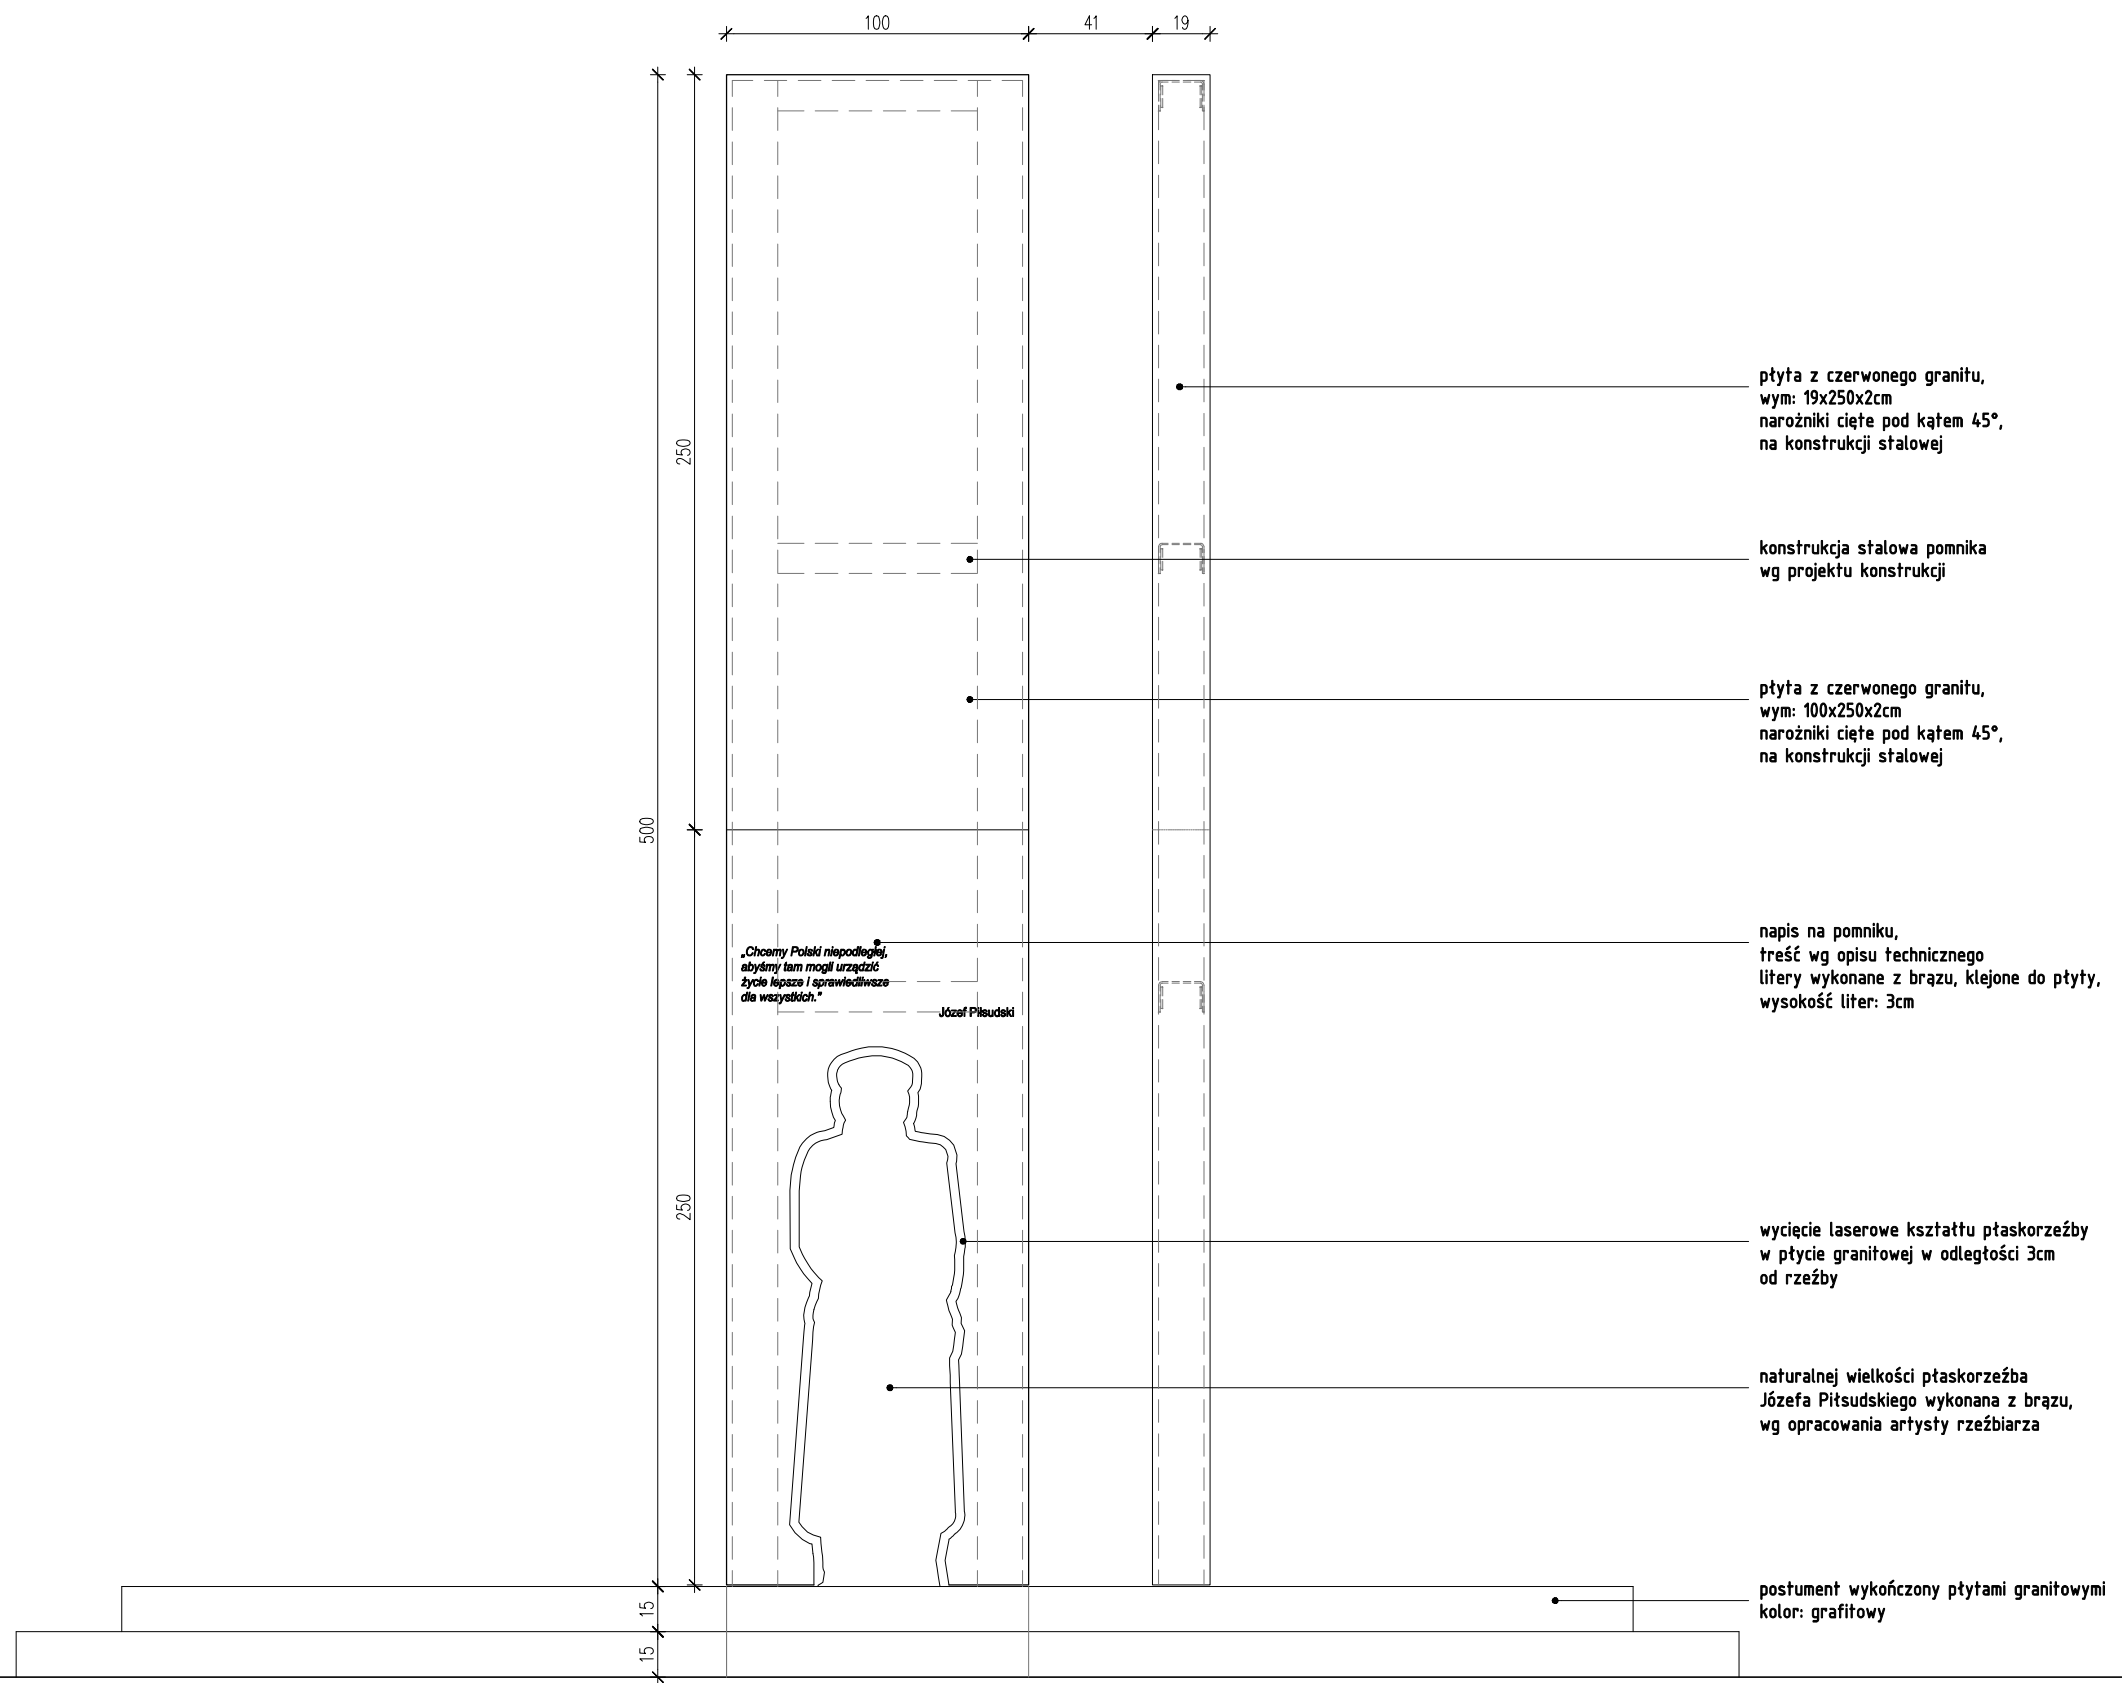 100
41
19
250
500
250
15
15
płyta z czerwonego granitu,
wym: 19x250x2cm
narożniki cięte pod kątem 45°,
na konstrukcji stalowej
konstrukcja stalowa pomnika
wg projektu konstrukcji
płyta z czerwonego granitu,
wym: 100x250x2cm
narożniki cięte pod kątem 45°,
na konstrukcji stalowej
„Chcemy Polski niepodległej,
abyśmy tam mogli urządzić
życie lepsze i sprawiedliwsze
dla wszystkich.”
Józef Piłsudski
napis na pomniku,
treść wg opisu technicznego
litery wykonane z brązu, klejone do płyty,
wysokość liter: 3cm
wycięcie laserowe kształtu płaskorzeźby
w płycie granitowej w odległości 3cm
od rzeźby
naturalnej wielkości płaskorzeźba
Józefa Piłsudskiego wykonana z brązu,
wg opracowania artysty rzeźbiarza
postument wykończony płytami granitowymi
kolor: grafitowy